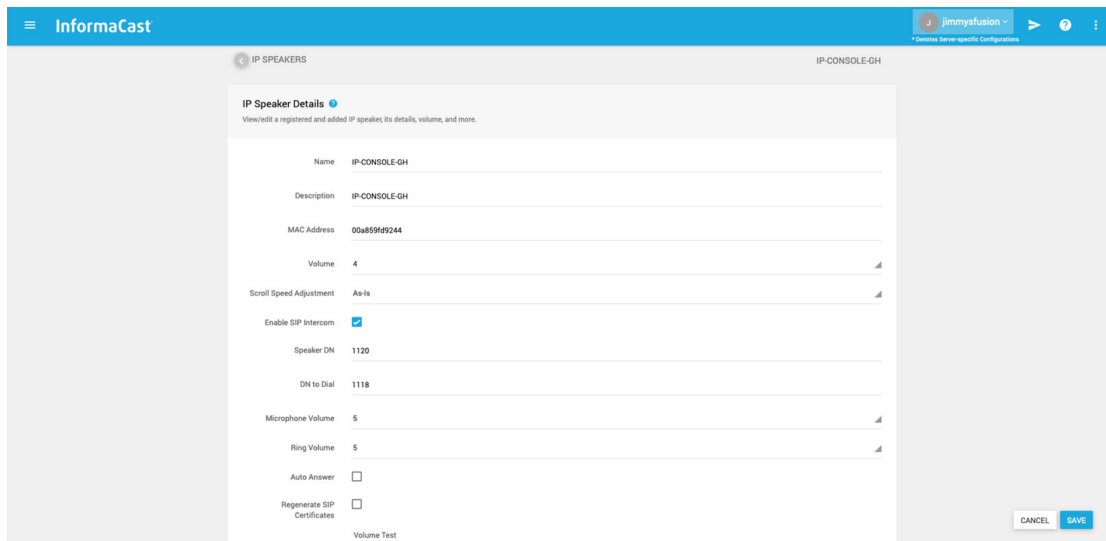 InformaCast
J
jimmysfusion
* Denotes Server-specific Configurations
?
IP SPEAKERS
IP-CONSOLE-GH
IP Speaker Details ?
View/edit a registered and added IP speaker, its details, volume, and more.
Name IP-CONSOLE-GH
Description IP-CONSOLE-GH
MAC Address 00a859fd9244
Volume 4
Scroll Speed Adjustment As-Is
Enable SIP Intercom
Speaker DN 1120
DN to Dial 1118
Microphone Volume 5
Ring Volume 5
Auto Answer
Regenerate SIP
Certificates
Volume Test
CANCEL SAVE